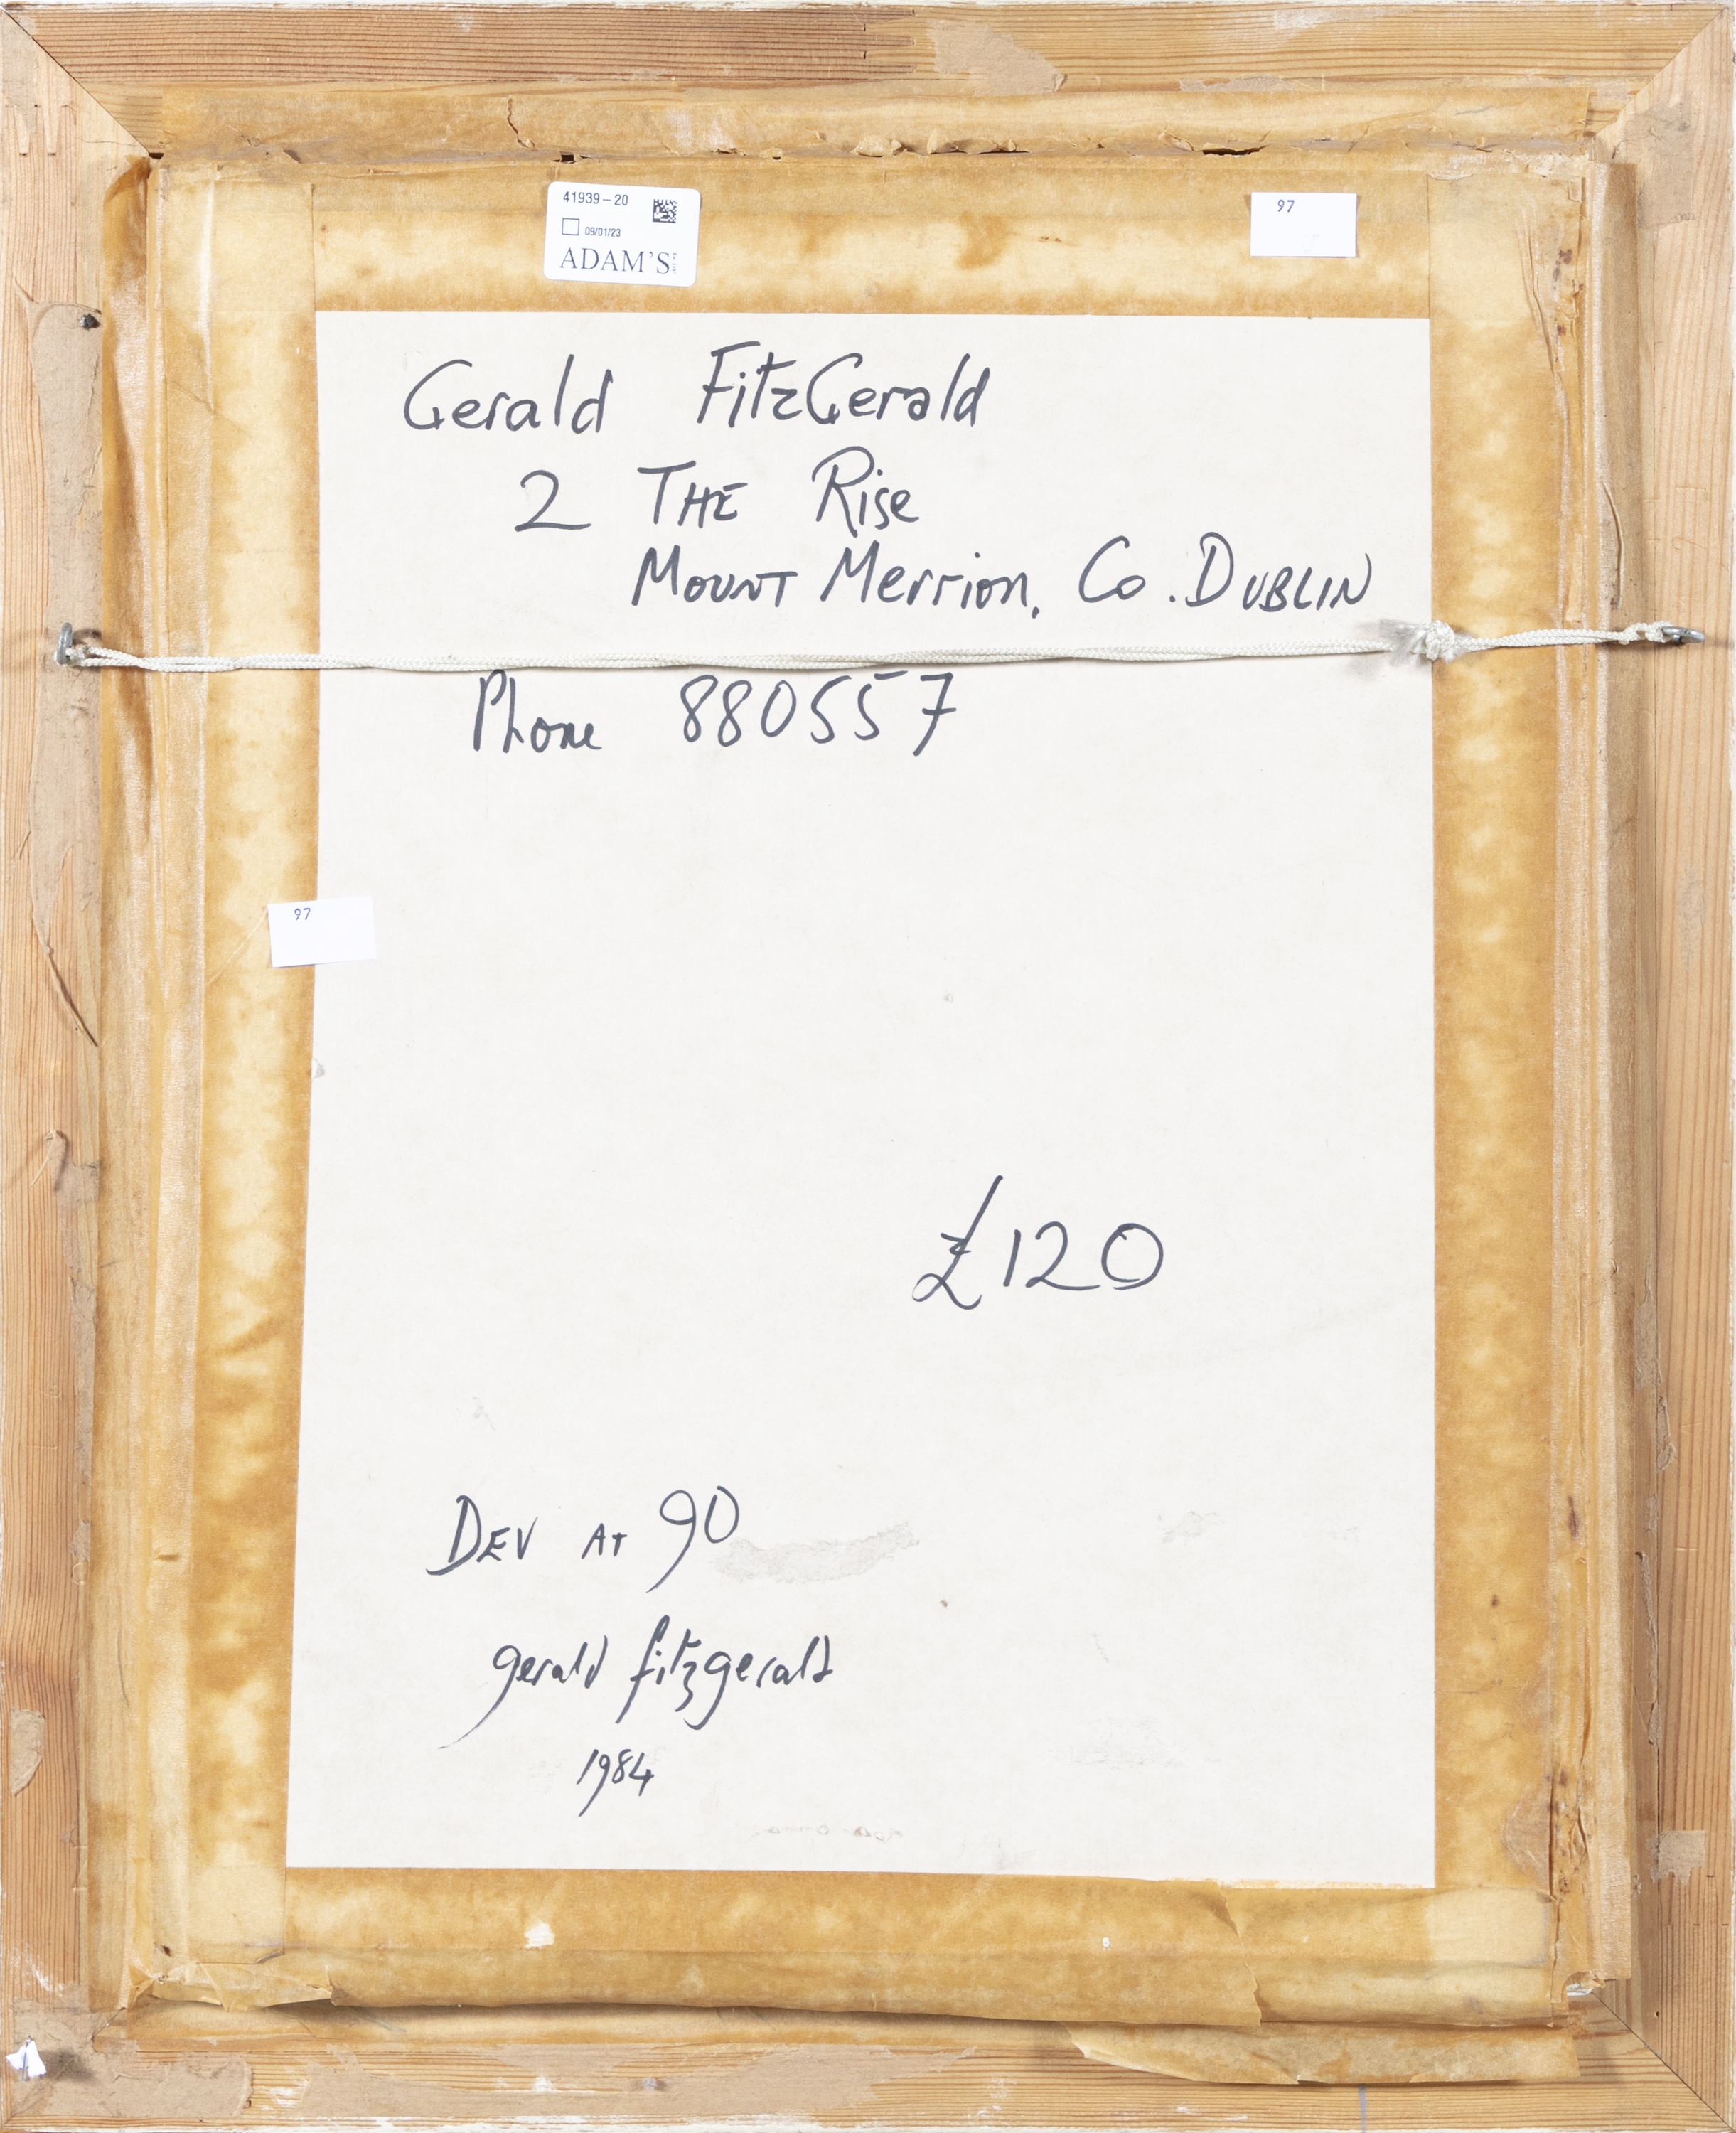 41939-20
09/01/23
ADAM'S
97
Gerald FitzGerald
2 THE Rise
Mount Merrion, Co. DUBLIN
Phone 880557
97
£120
DEV AT 90
gerald fitzgerald
1984